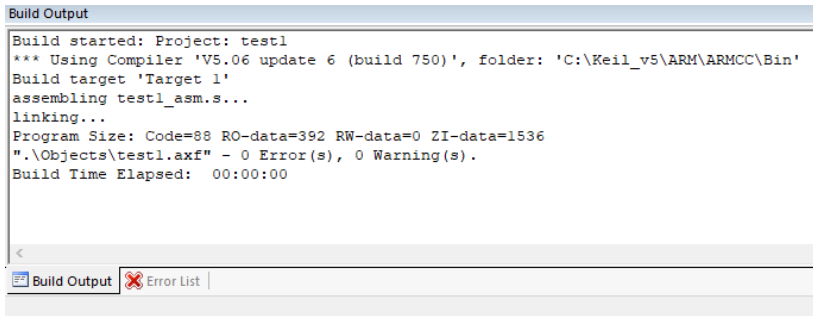 Build Output
Build started: Project: test1
*** Using Compiler 'V5.06 update 6 (build 750)', folder: 'C:\Keil_v5\ARM\ARMCC\Bin'
Build target 'Target 1'
assembling test1_asm.s...
linking...
Program Size: Code=88 RO-data=392 RW-data=0 ZI-data=1536
".\Objects\test1.axf" - 0 Error(s), 0 Warning(s).
Build Time Elapsed:  00:00:00
Build Output Error List